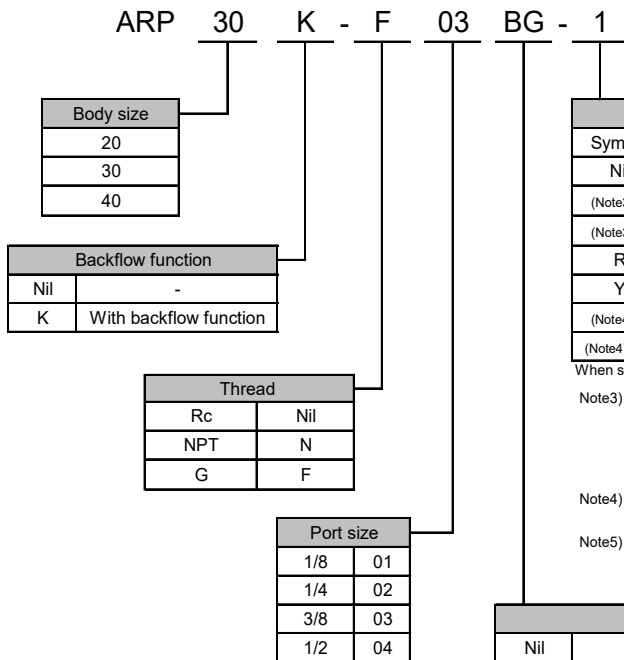 ARP 30 K - F 03 BG - 1
Body size
20
30
40
Backflow function
Nil -
K With backflow function
Thread
Rc Nil
NPT N
G F
Port size
1/8 01
1/4 02
3/8 03
1/2 04
Nil
When s
Note3)
Note4)
Note5)